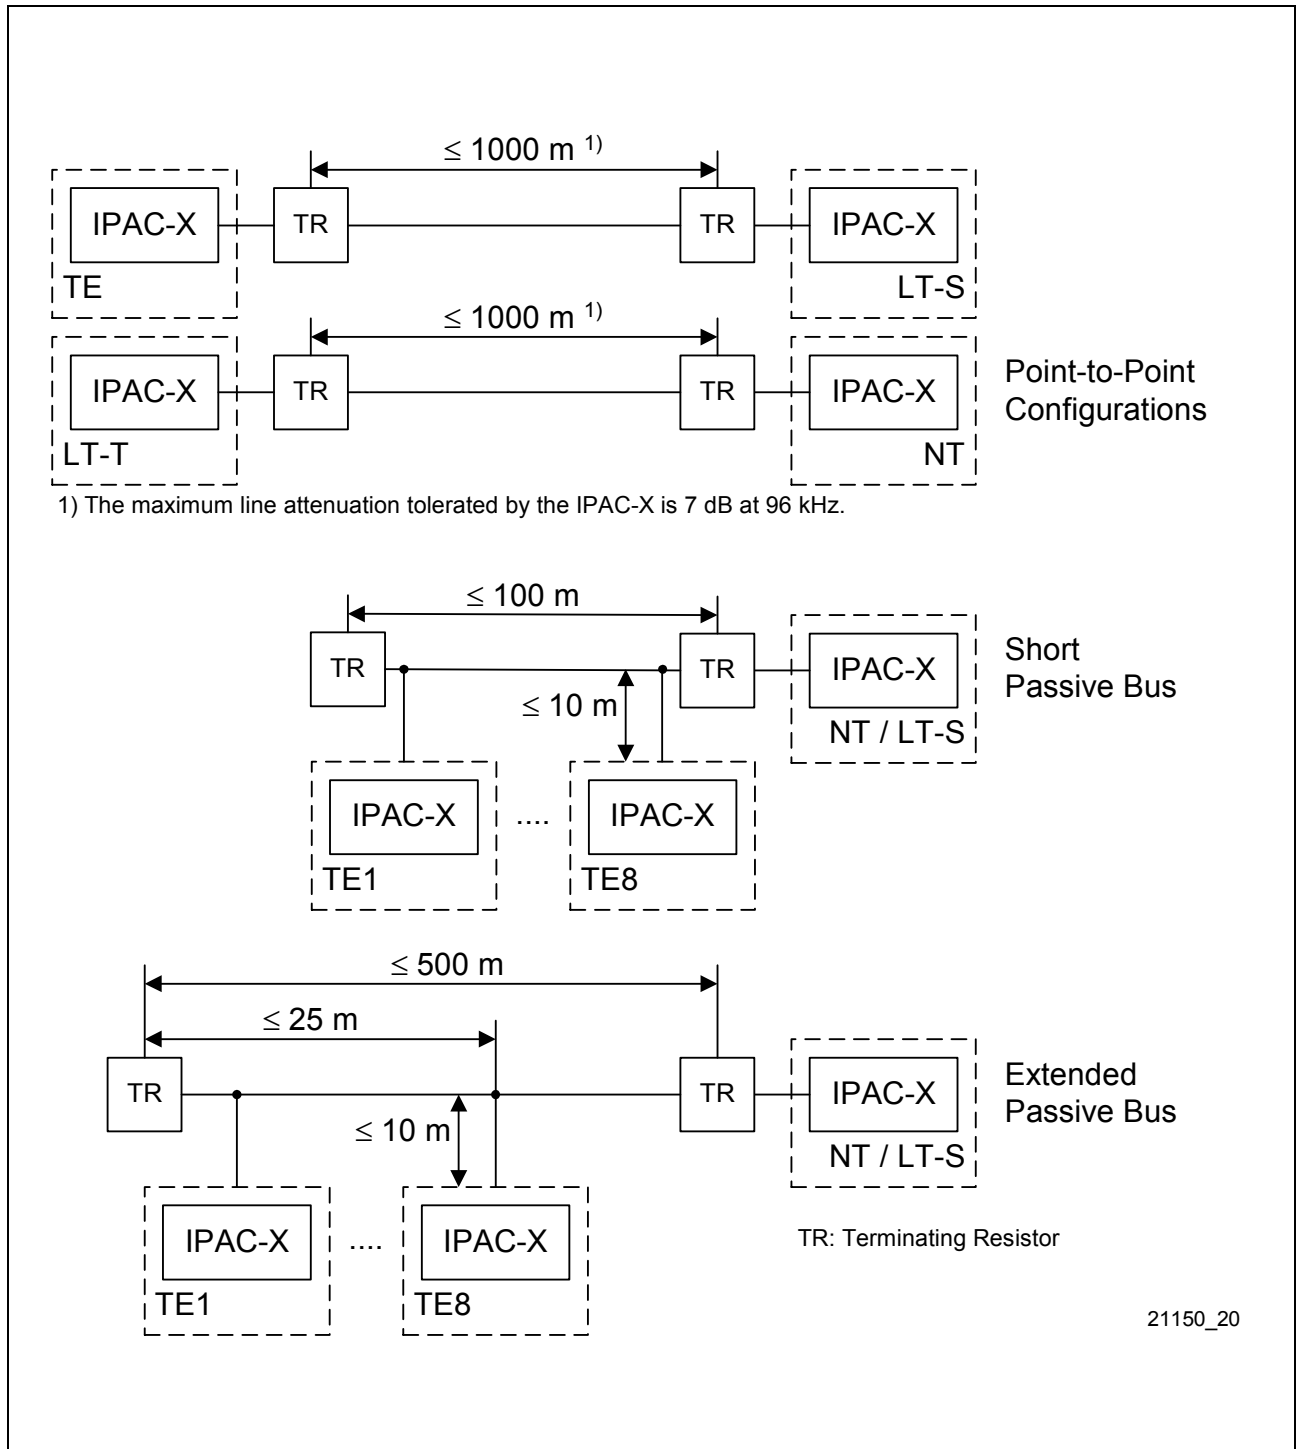 ≤ 1000 m 1)
IPAC-X TR TR IPAC-X
TE LT-S
≤ 1000 m 1)
IPAC-X TR TR IPAC-X
Point-to-Point
Configurations
LT-T NT
1) The maximum line attenuation tolerated by the IPAC-X is 7 dB at 96 kHz.
≤ 100 m
TR TR IPAC-X
Short
Passive Bus
≤ 10 m
NT / LT-S
IPAC-X .... IPAC-X
TE1 TE8
≤ 500 m
≤ 25 m
TR TR IPAC-X
Extended
Passive Bus
≤ 10 m
NT / LT-S
IPAC-X .... IPAC-X
TR: Terminating Resistor
TE1 TE8
21150_20